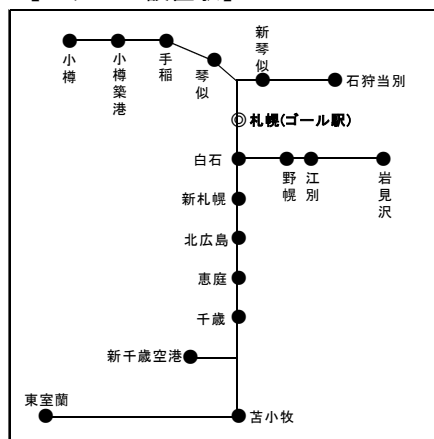 小樽
小樽築港
手稲
琴似
新琴似
石狩当別
札幌(ゴール駅)
白石
野幌
江別
岩見沢
新札幌
北広島
恵庭
千歳
新千歳空港
東室蘭
苫小牧